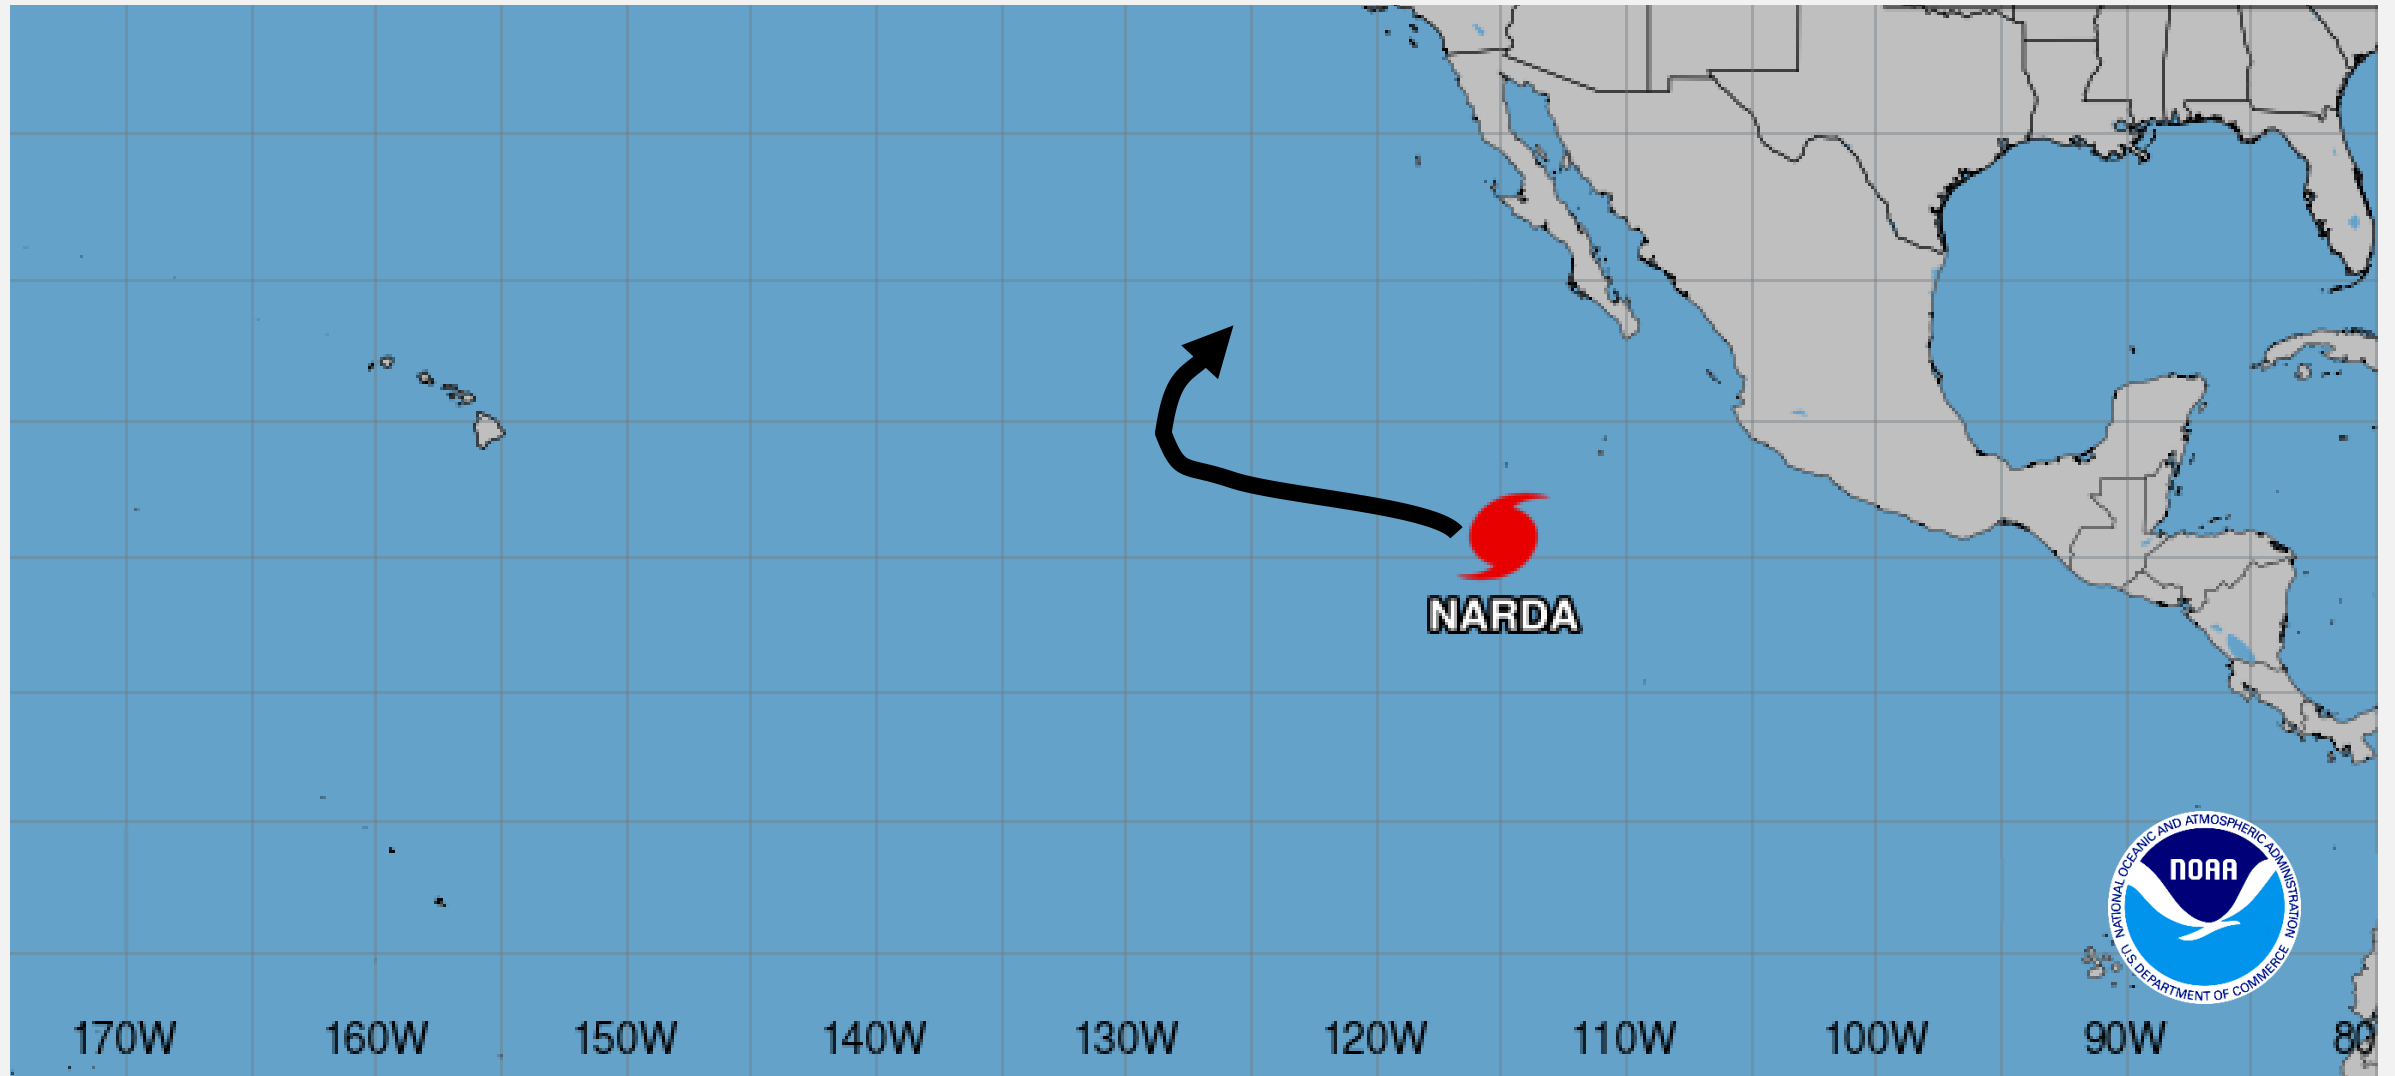 NARDA
NOAA
NATIONAL OCEANIC AND ATMOSPHERIC ADMINISTRATION
U.S. DEPARTMENT OF COMMERCE
170W 160W 150W 140W 130W 120W 110W 100W 90W 80